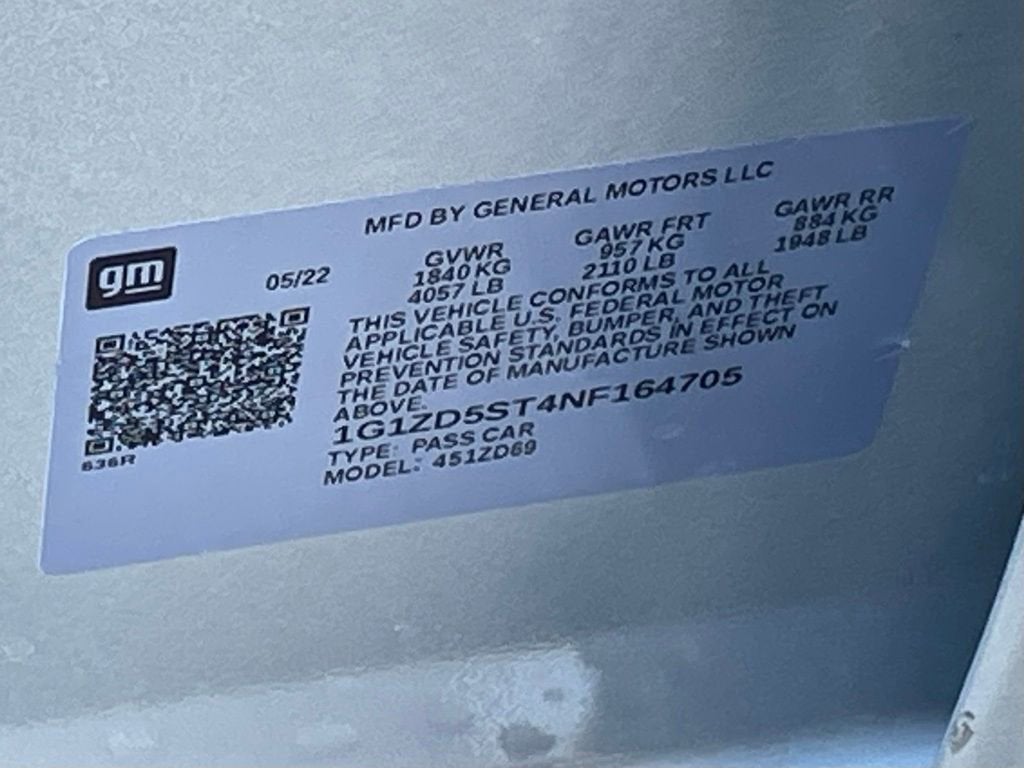 MFD BY GENERAL MOTORS LLC
gm
05/22
GVWR GAWR FRT GAWR RR
1840 KG 957 KG 884 KG
4057 LB 2110 LB 1948 LB
THIS VEHICLE CONFORMS TO ALL
APPLICABLE U.S. FEDERAL MOTOR
VEHICLE SAFETY, BUMPER, AND THEFT
PREVENTION STANDARDS IN EFFECT ON
THE DATE OF MANUFACTURE SHOWN
ABOVE.
1G1ZD5ST4NF164705
TYPE: PASS CAR
MODEL: 4512D69
636R